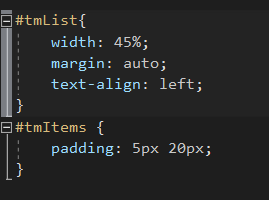 #tmList{
width: 45%;
margin: auto;
text-align: left;
}
#tmItems {
padding: 5px 20px;
}